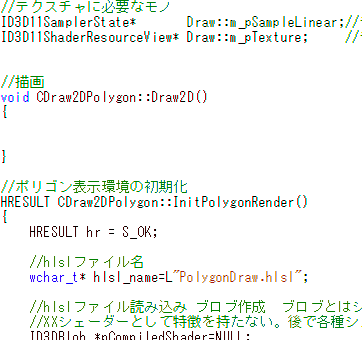 //テクスチャに必要なモノ
ID3D11SamplerState* Draw::m_pSampleLinear;//
ID3D11ShaderResourceView* Draw::m_pTexture; //
//描画
void CDraw2DPolygon::Draw2D()
{
}
//ポリゴン表示環境の初期化
HRESULT CDraw2DPolygon::InitPolygonRender()
{
HRESULT hr = S_OK;
//hlslファイル名
wchar_t* hlsl_name=L"PolygonDraw.hlsl";
//hlslファイル読み込み ブロブ作成 ブロブとはシ
//XXシェーダーとして特徴を持たない。後で各種シ
ID3DBlob *pCompiledShader=NULL;